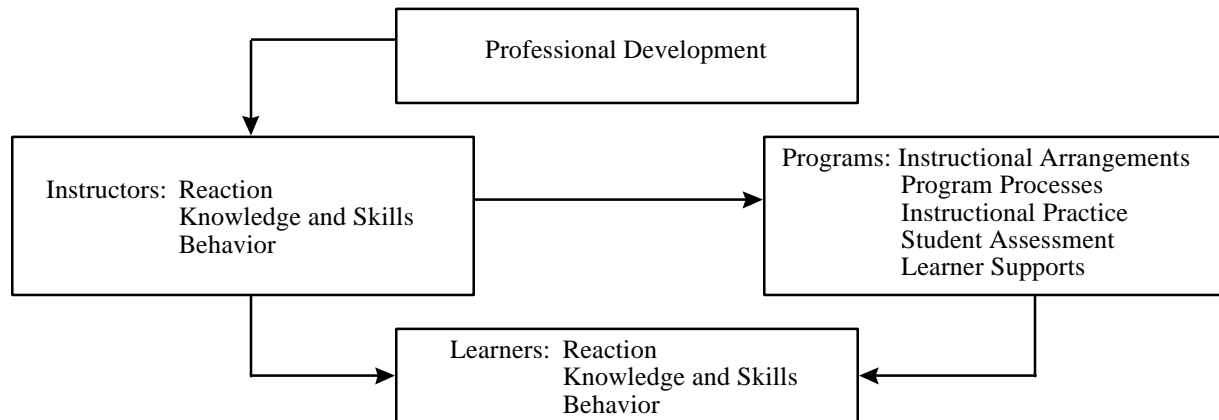 Professional Development
Instructors: Reaction
Knowledge and Skills
Behavior
Programs: Instructional Arrangements
Program Processes
Instructional Practice
Student Assessment
Learner Supports
Learners: Reaction
Knowledge and Skills
Behavior